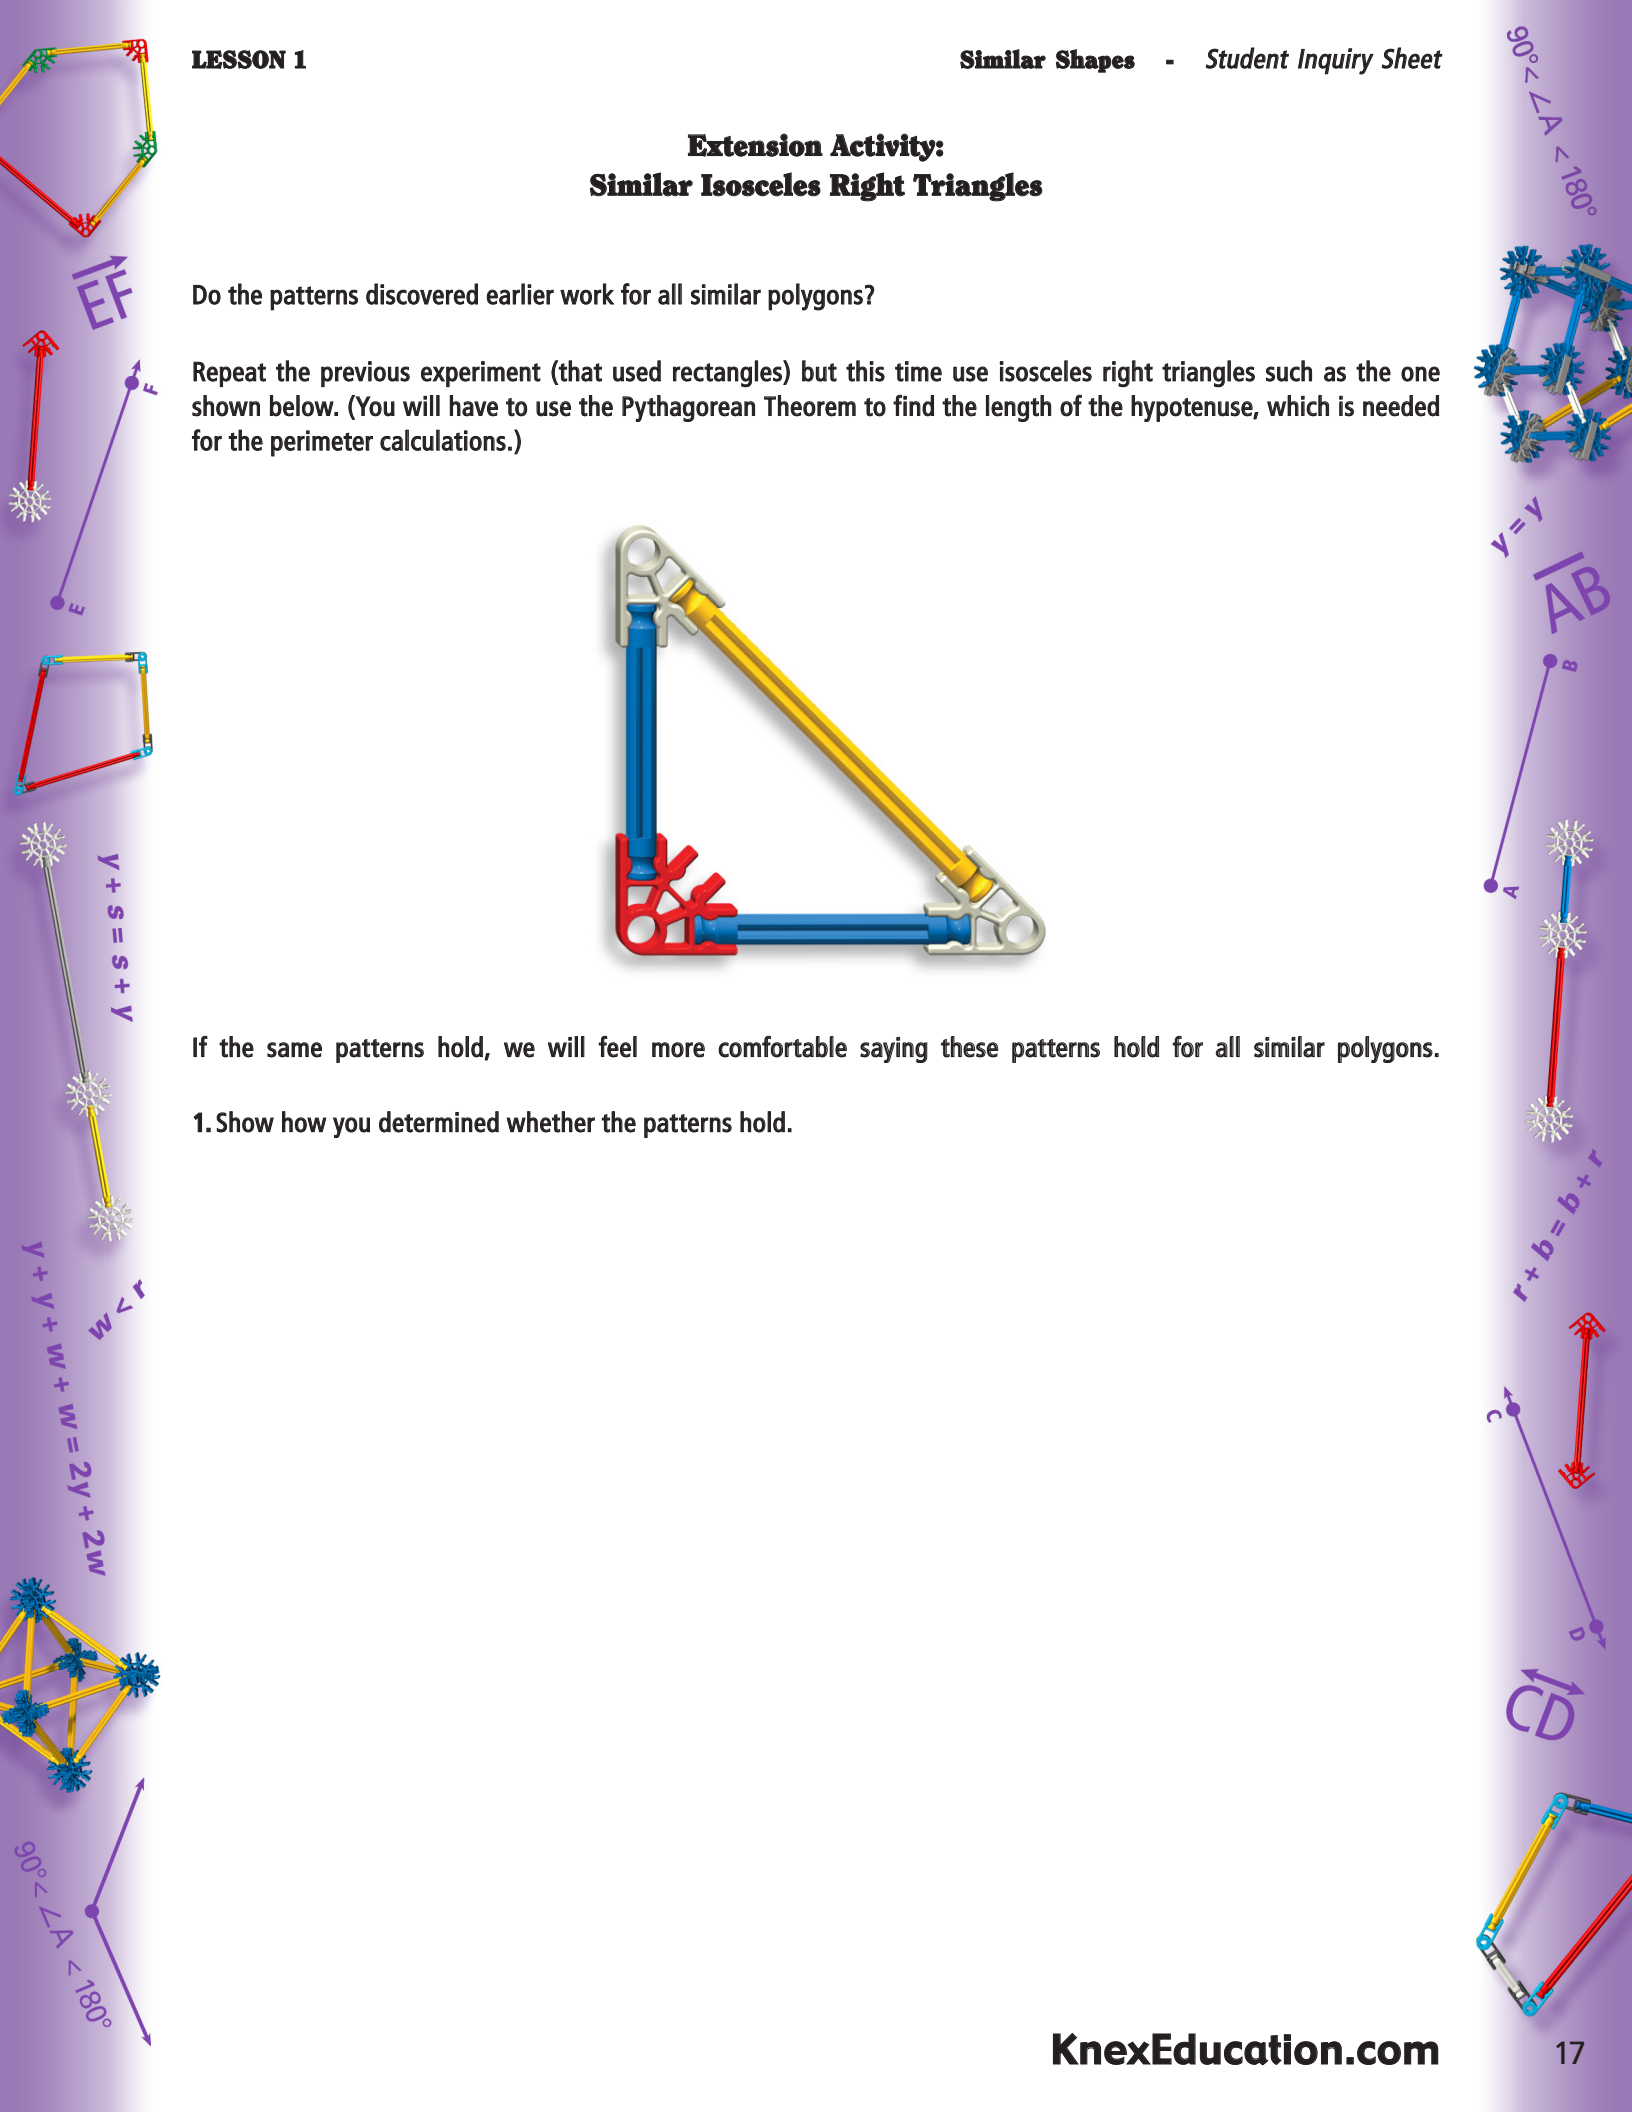 LESSON 1
Similar Shapes - Student Inquiry Sheet
Extension Activity:
Similar Isosceles Right Triangles
Do the patterns discovered earlier work for all similar polygons?
Repeat the previous experiment (that used rectangles) but this time use isosceles right triangles such as the one
shown below. (You will have to use the Pythagorean Theorem to find the length of the hypotenuse, which is needed
for the perimeter calculations.)
If the same patterns hold, we will feel more comfortable saying these patterns hold for all similar polygons.
1. Show how you determined whether the patterns hold.
KnexEducation.com
17
EF
F
E
y + s = s + y
w < r
y + y + w + w = 2y + 2w
90° < ∠A < 180°
90° < ∠A < 180°
y = y
AB
B
A
r + b = b + r
C
D
CD